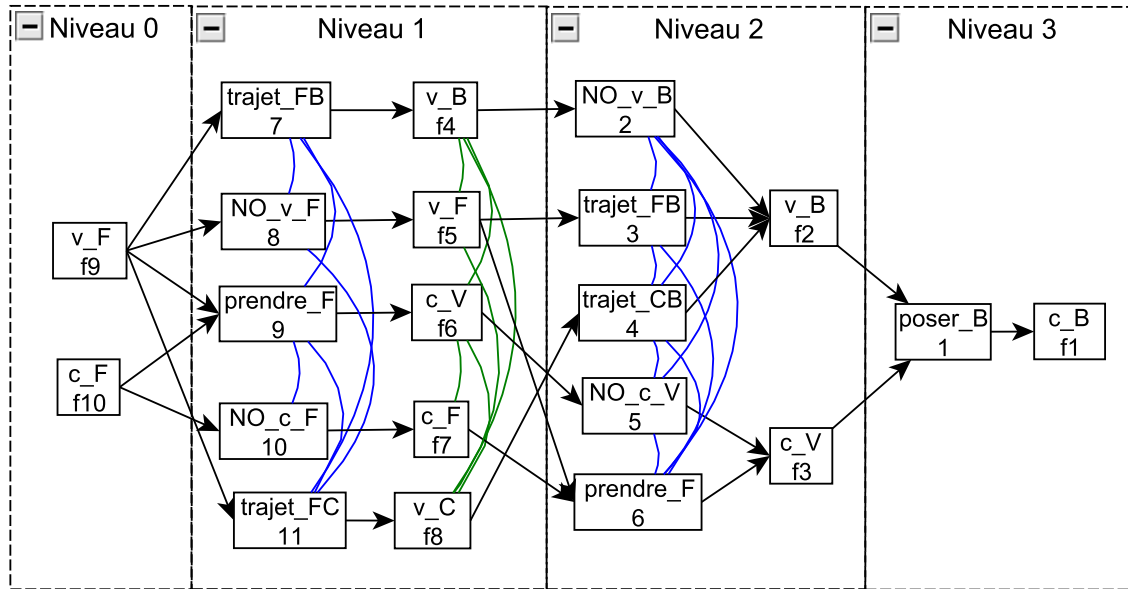 Niveau 0
Niveau 1
Niveau 2
Niveau 3
v_F
f9
c_F
f10
trajet_FB
7
NO_v_F
8
prendre_F
9
NO_c_F
10
trajet_FC
11
v_B
f4
v_F
f5
c_V
f6
c_F
f7
v_C
f8
NO_v_B
2
trajet_FB
3
trajet_CB
4
NO_c_V
5
prendre_F
6
v_B
f2
c_V
f3
poser_B
1
c_B
f1